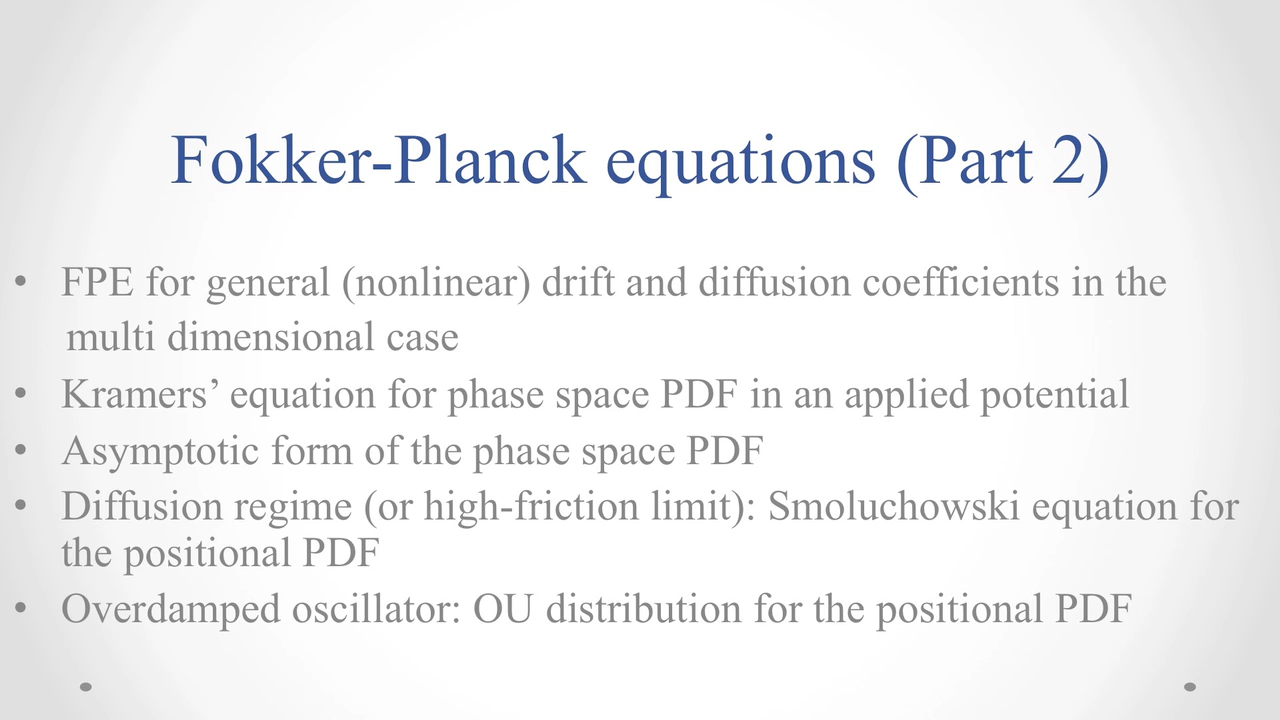 Fokker-Planck equations (Part 2)
• FPE for general (nonlinear) drift and diffusion coefficients in the
multi dimensional case
• Kramers’ equation for phase space PDF in an applied potential
• Asymptotic form of the phase space PDF
• Diffusion regime (or high-friction limit): Smoluchowski equation for
the positional PDF
• Overdamped oscillator: OU distribution for the positional PDF